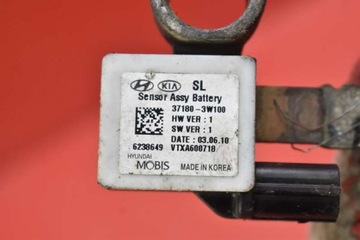 HYUNDAI KIA SL
Sensor Assy Battery
37180-3W100
HW VER : 1
SW VER : 1
DATE : 03.06.10
6238649 VTXA600718
HYUNDAI
MOBIS MADE IN KOREA